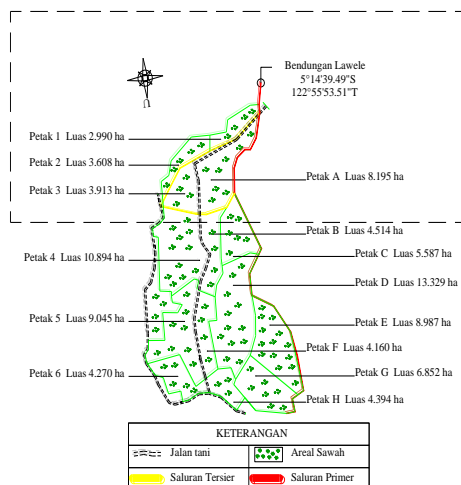 Bendungan Lawele
5°14'39.49"S
122°55'53.51"T
Petak 1 Luas 2.990 ha
Petak 2 Luas 3.608 ha
Petak 3 Luas 3.913 ha
Petak A Luas 8.195 ha
Petak B Luas 4.514 ha
Petak 4 Luas 10.894 ha
Petak C Luas 5.587 ha
Petak D Luas 13.329 ha
Petak 5 Luas 9.045 ha
Petak E Luas 8.987 ha
Petak F Luas 4.160 ha
Petak 6 Luas 4.270 ha
Petak G Luas 6.852 ha
Petak H Luas 4.394 ha
KETERANGAN
Jalan tani
Areal Sawah
Saluran Tersier
Saluran Primer